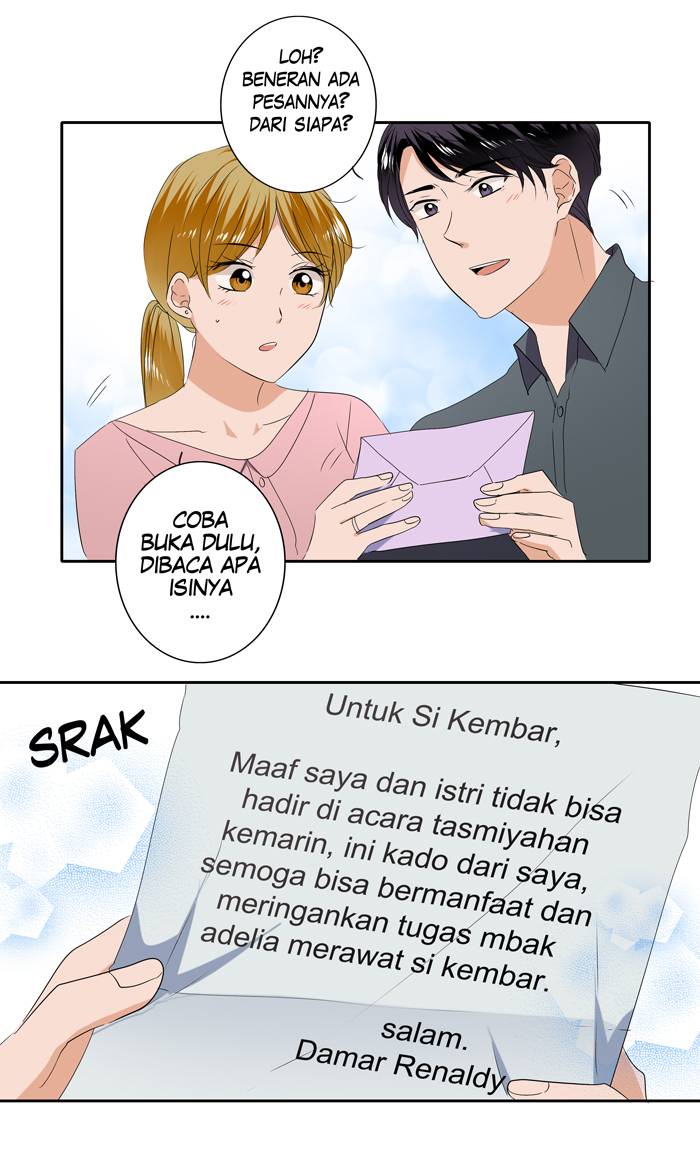 LOH?
BENERAN ADA
PESANNYA?
DARI SIAPA?
COBA
BUKA DULU,
DIBACA APA
ISINYA
....
SRAK
Untuk Si Kembar,
Maaf saya dan istri tidak bisa
hadir di acara tasmiyahan
kemarin, ini kado dari saya,
semoga bisa bermanfaat dan
meringankan tugas mbak
adelia merawat si kembar.
salam.
Damar Renaldy